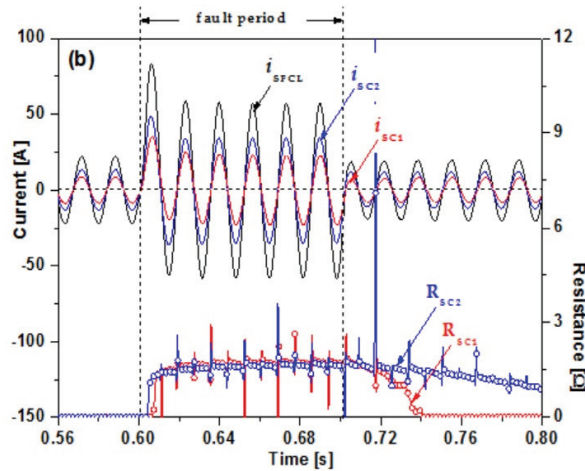 fault period
(b)
i SFCL
i SC2
i SC1
R SC2
R SC1
Current [A]
100
50
0
-50
-100
-150
Resistance [Ω]
12
9
6
3
0
0.56 0.60 0.64 0.68 0.72 0.76 0.80
Time [s]